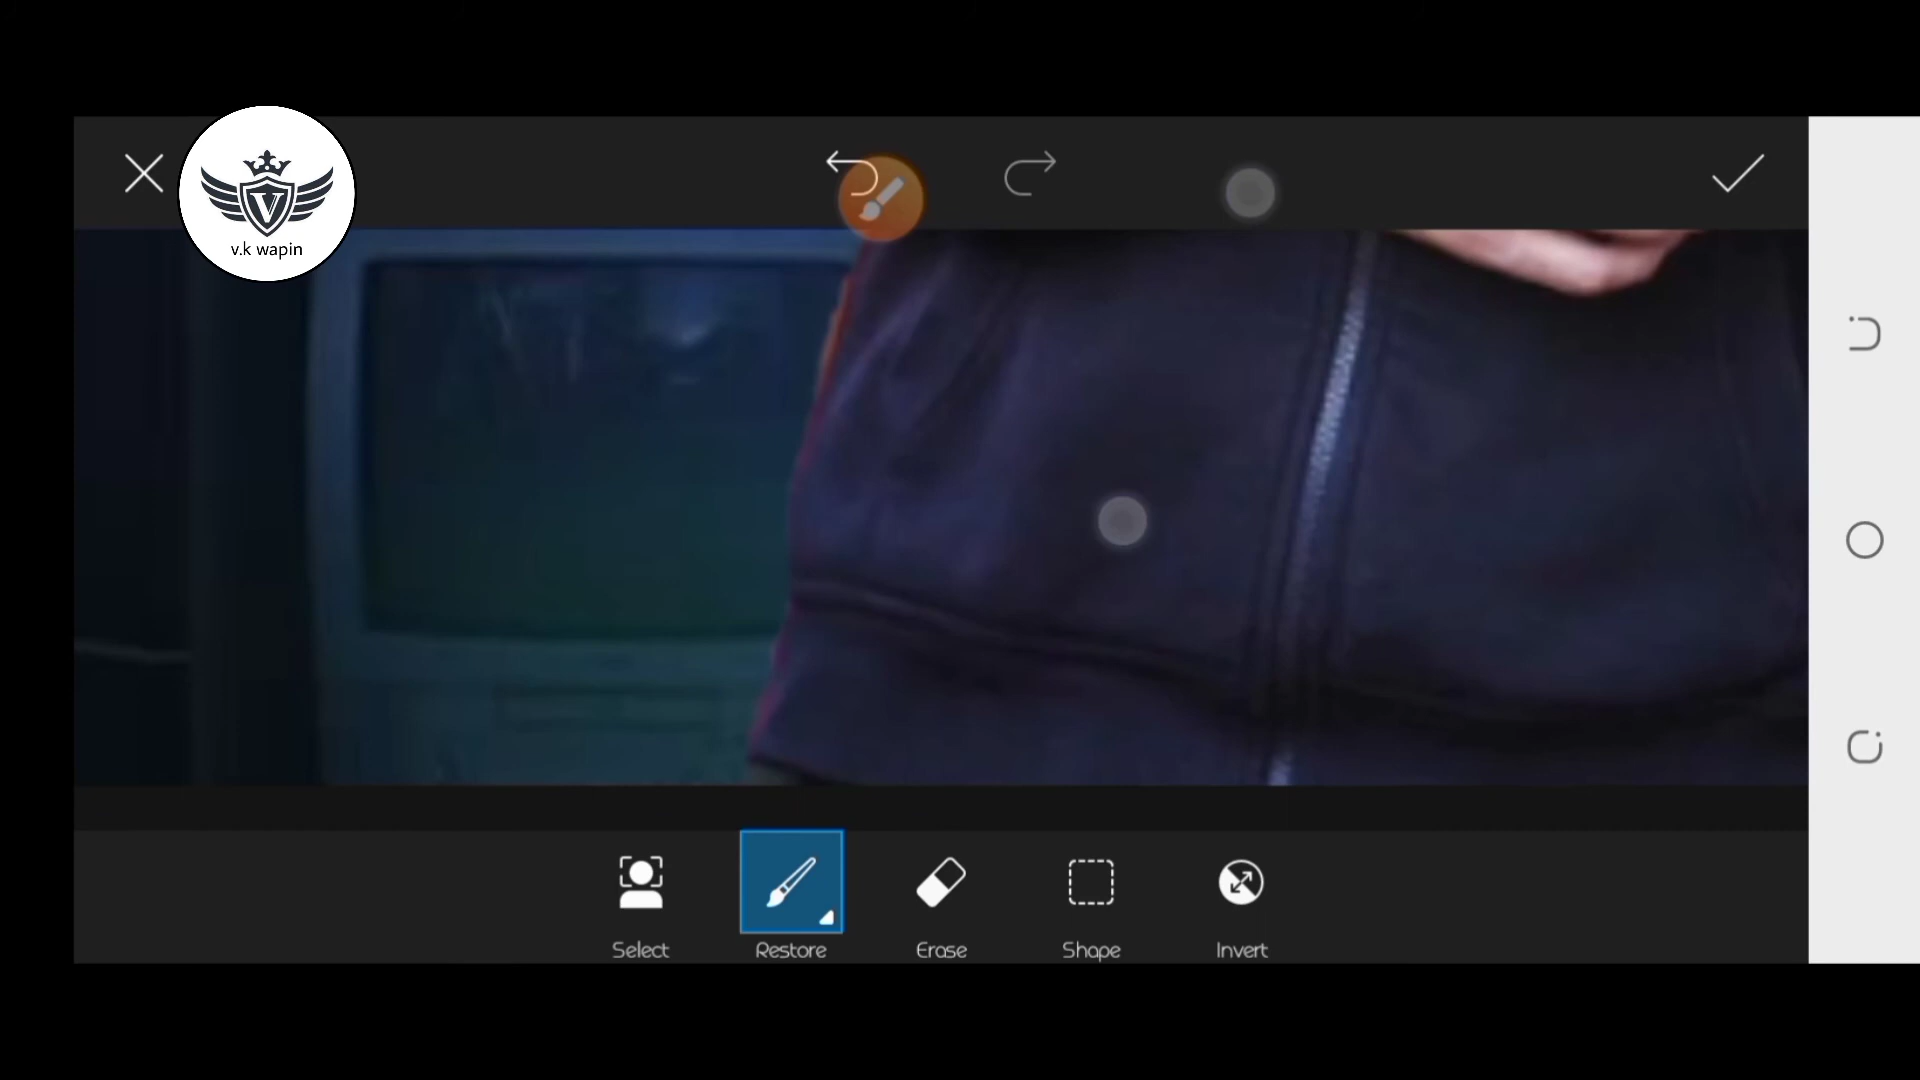 V
v.k wapin
Select
Restore
Erase
Shape
Invert